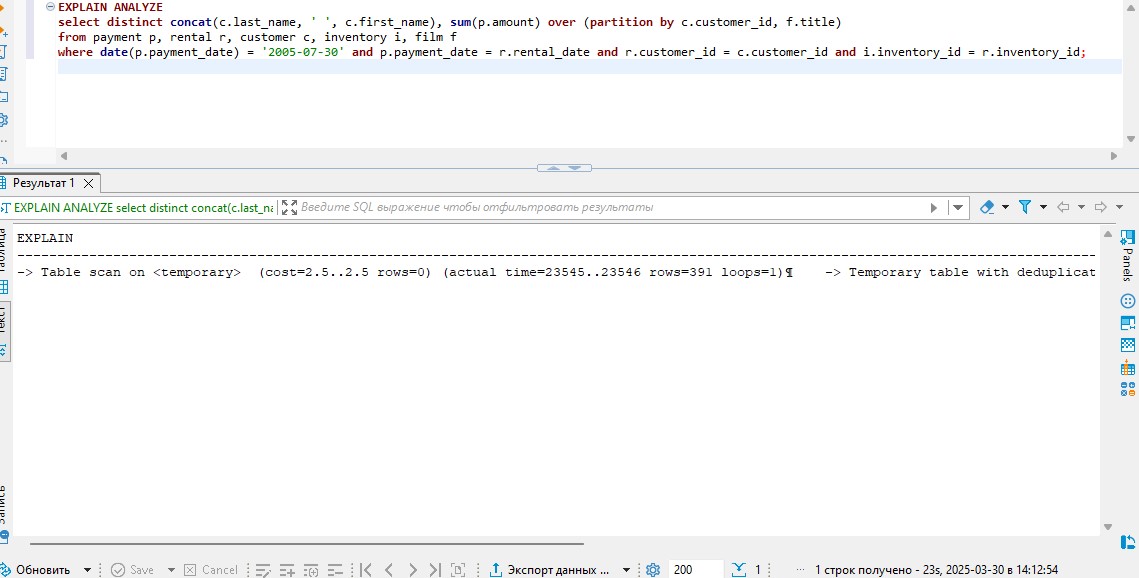 EXPLAIN ANALYZE
select distinct concat(c.last_name, ' ', c.first_name), sum(p.amount) over (partition by c.customer_id, f.title)
from payment p, rental r, customer c, inventory i, film f
where date(p.payment_date) = '2005-07-30' and p.payment_date = r.rental_date and r.customer_id = c.customer_id and i.inventory_id = r.inventory_id;
Результат 1
EXPLAIN ANALYZE select distinct concat(c.last_na
Введите SQL выражение чтобы отфильтровать результаты
Таблица
EXPLAIN
-> Table scan on <temporary>  (cost=2.5..2.5 rows=0) (actual time=23545..23546 rows=391 loops=1)¶    -> Temporary table with deduplicat
Panels
Текст
Запись
Обновить
Save
Cancel
Экспорт данных ...
200
1
... 1 строк получено - 23s, 2025-03-30 в 14:12:54